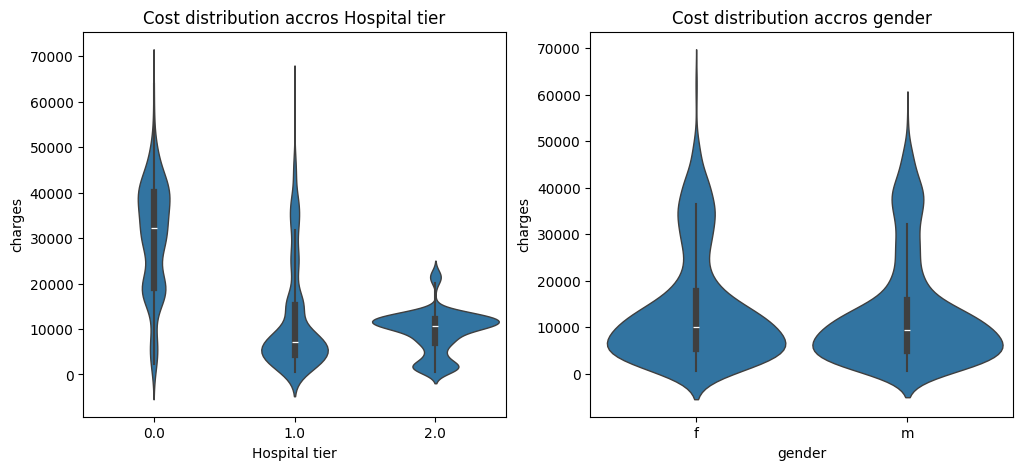 Cost distribution accros Hospital tier
70000
60000
50000
40000
30000
20000
10000
0
charges
0.0 1.0 2.0
Hospital tier
Cost distribution accros gender
70000
60000
50000
40000
30000
20000
10000
0
charges
f m
gender